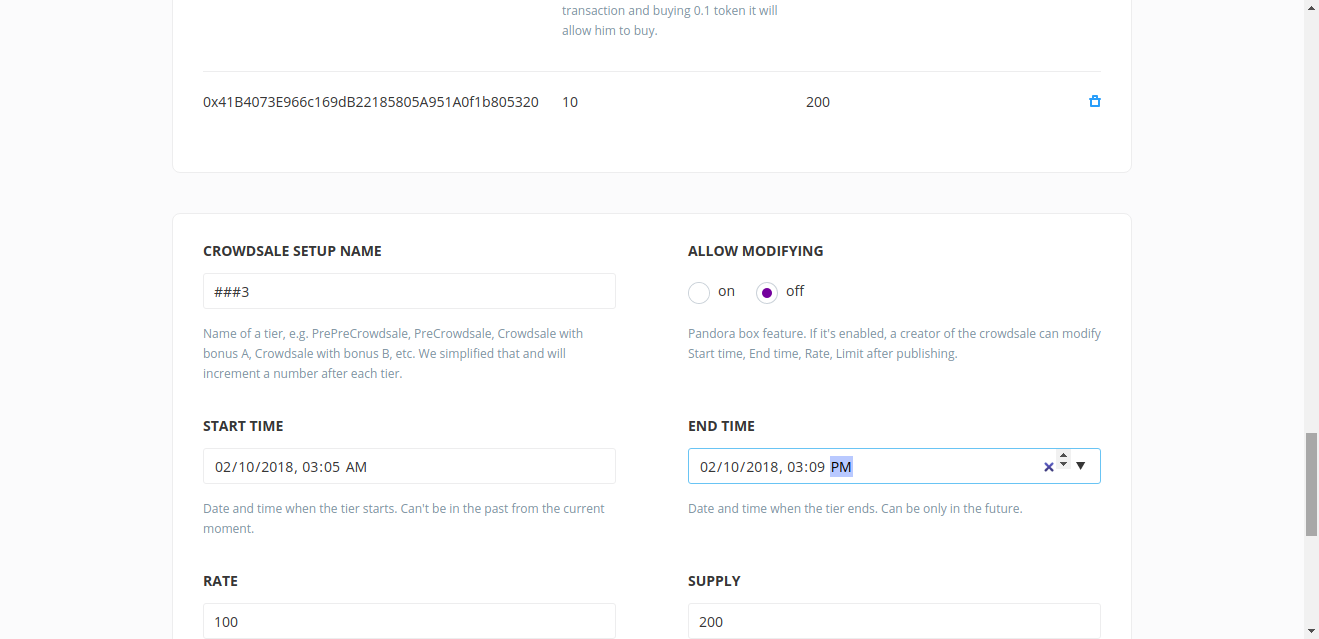 transaction and buying 0.1 token it will
allow him to buy.
0x41B4073E966c169dB22185805A951A0f1b805320 10 200
CROWDSALE SETUP NAME
###3
Name of a tier, e.g. PrePreCrowdsale, PreCrowdsale, Crowdsale with
bonus A, Crowdsale with bonus B, etc. We simplified that and will
increment a number after each tier.
ALLOW MODIFYING
on off
Pandora box feature. If it's enabled, a creator of the crowdsale can modify
Start time, End time, Rate, Limit after publishing.
START TIME
02/10/2018, 03:05 AM
Date and time when the tier starts. Can't be in the past from the current
moment.
END TIME
02/10/2018, 03:09 PM
Date and time when the tier ends. Can be only in the future.
RATE
100
SUPPLY
200